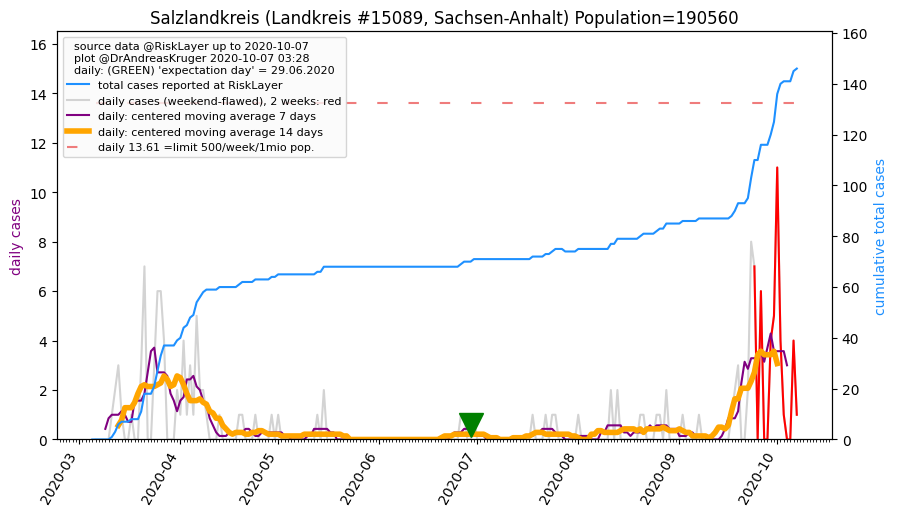 Salzlandkreis (Landkreis #15089, Sachsen-Anhalt) Population=190560
source data @RiskLayer up to 2020-10-07
plot @DrAndreasKruger 2020-10-07 03:28
daily: (GREEN) 'expectation day' = 29.06.2020
total cases reported at RiskLayer
daily cases (weekend-flawed), 2 weeks: red
daily: centered moving average 7 days
daily: centered moving average 14 days
daily 13.61 =limit 500/week/1mio pop.
daily cases
16
14
12
10
8
6
4
2
0
cumulative total cases
160
140
120
100
80
60
40
20
0
2020-03
2020-04
2020-05
2020-06
2020-07
2020-08
2020-09
2020-10